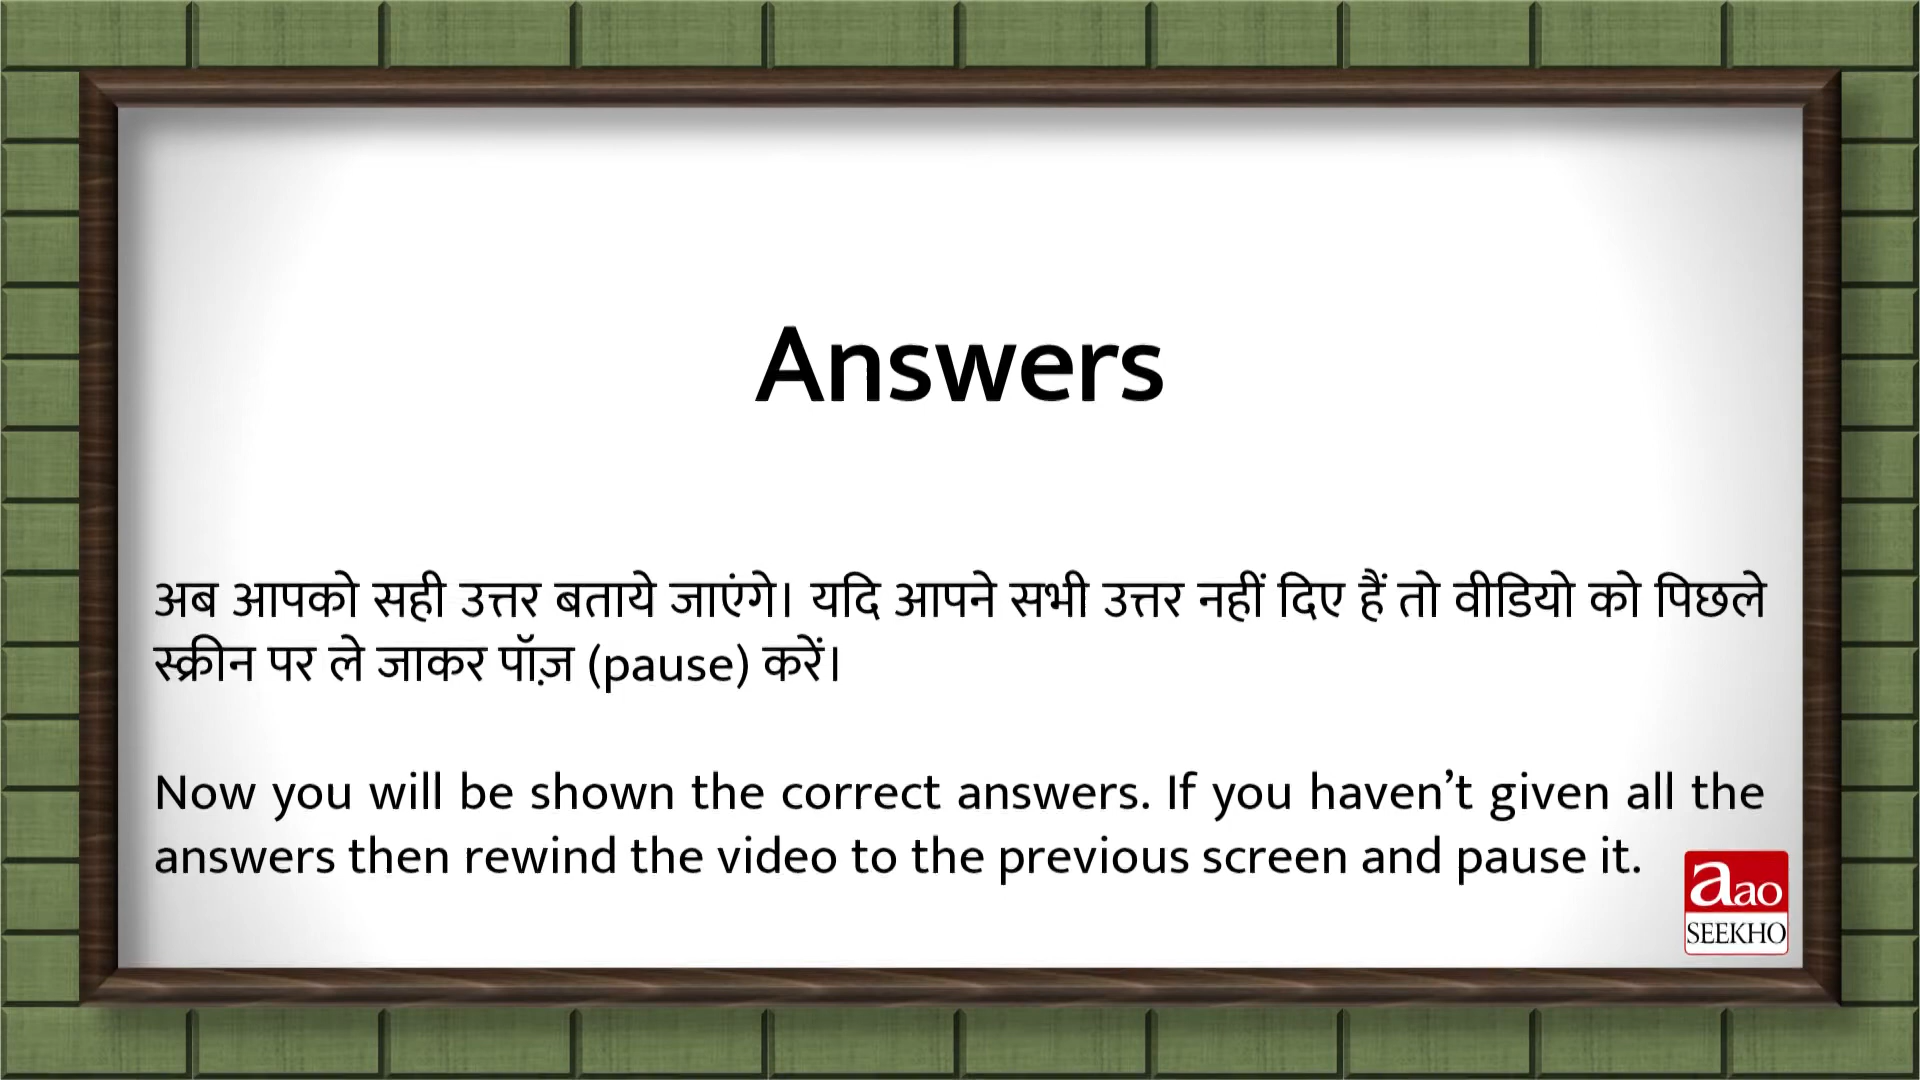 Answers
अब आपको सही उत्तर बताये जाएंगे। यदि आपने सभी उत्तर नहीं दिए हैं तो वीडियो को पिछले
स्क्रीन पर ले जाकर पॉज़ (pause) करें।
Now you will be shown the correct answers. If you haven’t given all the
answers then rewind the video to the previous screen and pause it.
aao
SEEKHO